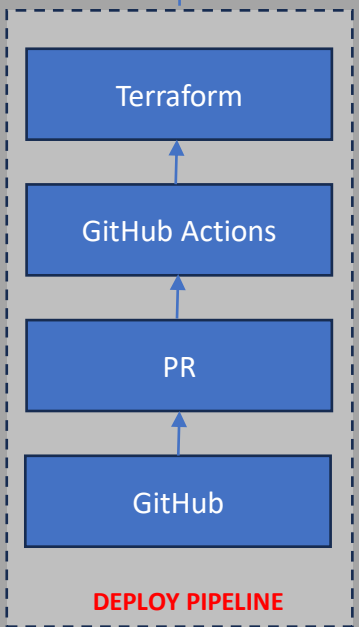 Terraform
GitHub Actions
PR
GitHub
DEPLOY PIPELINE